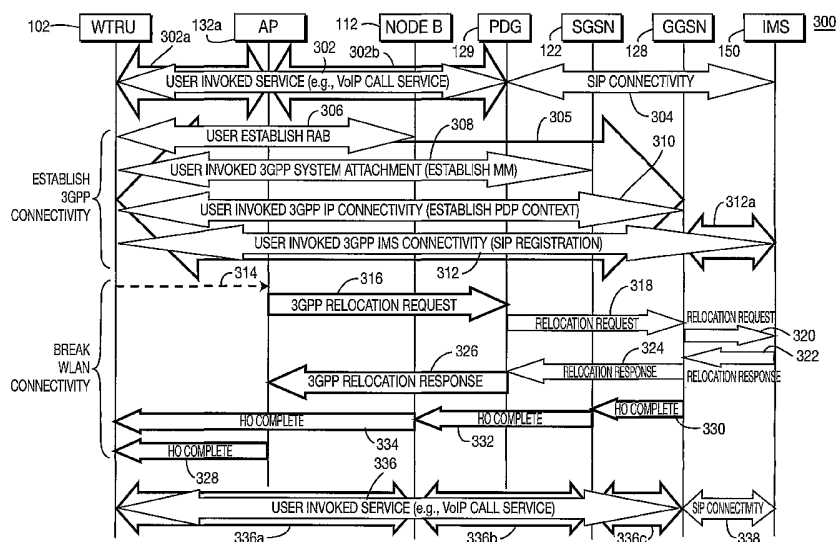 132a 112 129 122 128 150 300
102 WTRU AP NODE B PDG SGSN GGSN IMS
302a 302 302b
USER INVOKED SERVICE (e.g., VoIP CALL SERVICE) SIP CONNECTIVITY
306 304
USER ESTABLISH RAB 308 305 310
USER INVOKED 3GPP SYSTEM ATTACHMENT (ESTABLISH MM)
ESTABLISH
3GPP
CONNECTIVITY
USER INVOKED 3GPP IP CONNECTIVITY (ESTABLISH PDP CONTEXT) 312a
USER INVOKED 3GPP IMS CONNECTIVITY (SIP REGISTRATION)
312
314 316
3GPP RELOCATION REQUEST 318
RELOCATION REQUEST RELOCATION REQUEST
320
BREAK
WLAN
CONNECTIVITY
326 324 322
3GPP RELOCATION RESPONSE RELOCATION RESPONSE RELOCATION RESPONSE
HO COMPLETE HO COMPLETE HO COMPLETE
334 332 330
HO COMPLETE
328 336
USER INVOKED SERVICE (e.g., VoIP CALL SERVICE) SIP CONNECTIVITY
336a 336b 336c 338